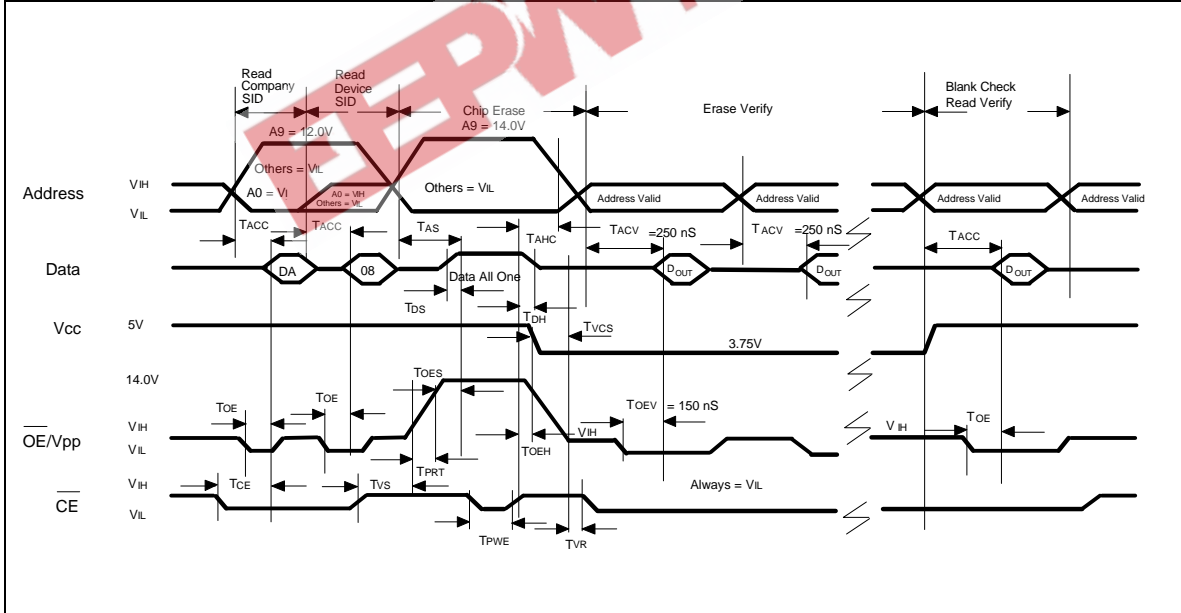 Read Company SID
Read Device SID
Chip Erase
Erase Verify
Blank Check
Read Verify
A9 = 12.0V
A9 = 14.0V
Others = VIL
Others = VIL
Address
VIH
VIL
A0 = VI
A0 = VIH
Others = VIL
Address Valid
Address Valid
Address Valid
Address Valid
TACC
TACC
TAS
TAHC
TACV =250 nS
TACV =250 nS
TACC
Data
DA
08
Data All One
DOUT
DOUT
DOUT
TDS
TDH
Vcc
5V
TVCS
3.75V
14.0V
TOES
TOE
TOE
TOEV = 150 nS
TOE
OE/Vpp
VIH
VIL
VIH
TOEH
VIH
TPRT
CE
VIH
VIL
TCE
TVS
Always = VIL
TPWE
TVR
EEPW